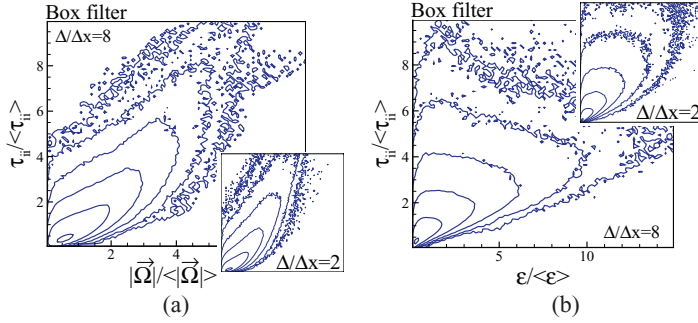 Box filter
Δ/Δx=8
τᵢᵢ/<τᵢᵢ>
8
6
4
2
2
4
|Ω⃗|/<|Ω⃗|>
Δ/Δx=2
(a)
Box filter
τᵢᵢ/<τᵢᵢ>
8
6
4
2
5
10
ε/<ε>
Δ/Δx=2
Δ/Δx=8
(b)